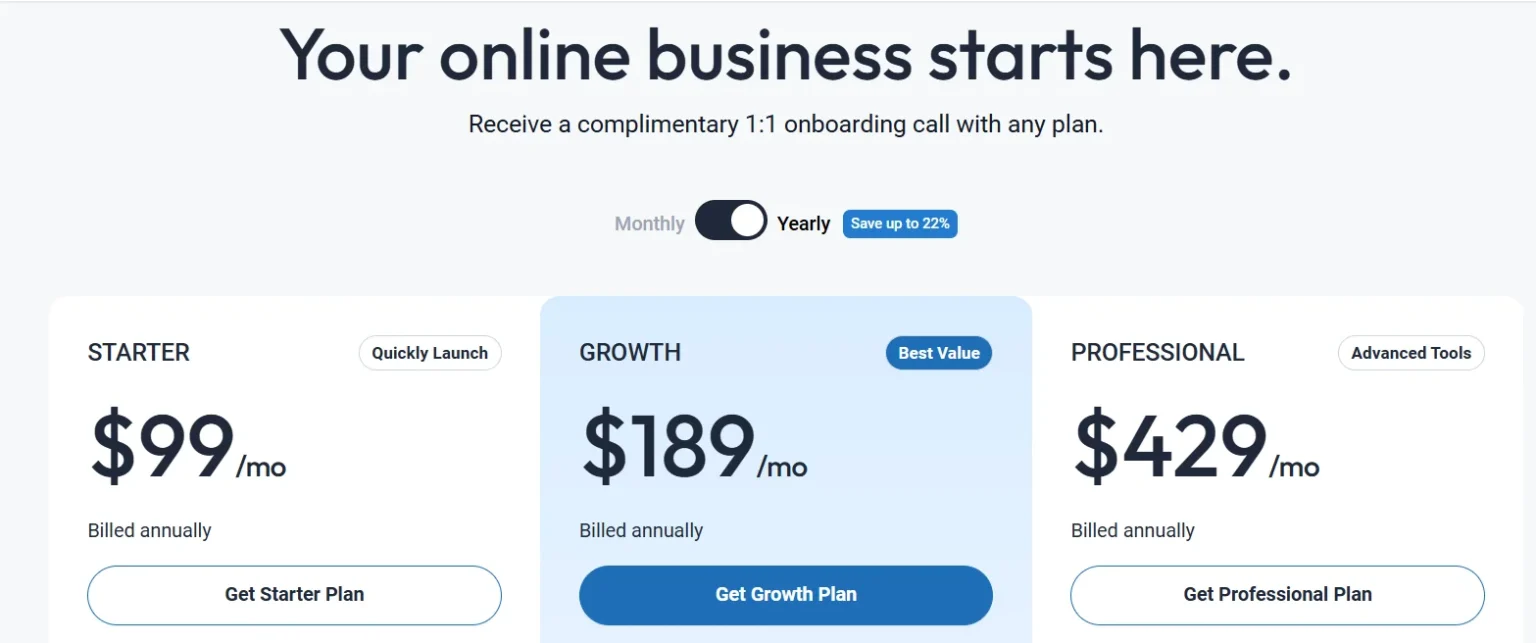 Your online business starts here.
Receive a complimentary 1:1 onboarding call with any plan.
Monthly Yearly Save up to 22%
STARTER Quickly Launch
$99/mo
Billed annually
Get Starter Plan
GROWTH Best Value
$189/mo
Billed annually
Get Growth Plan
PROFESSIONAL Advanced Tools
$429/mo
Billed annually
Get Professional Plan